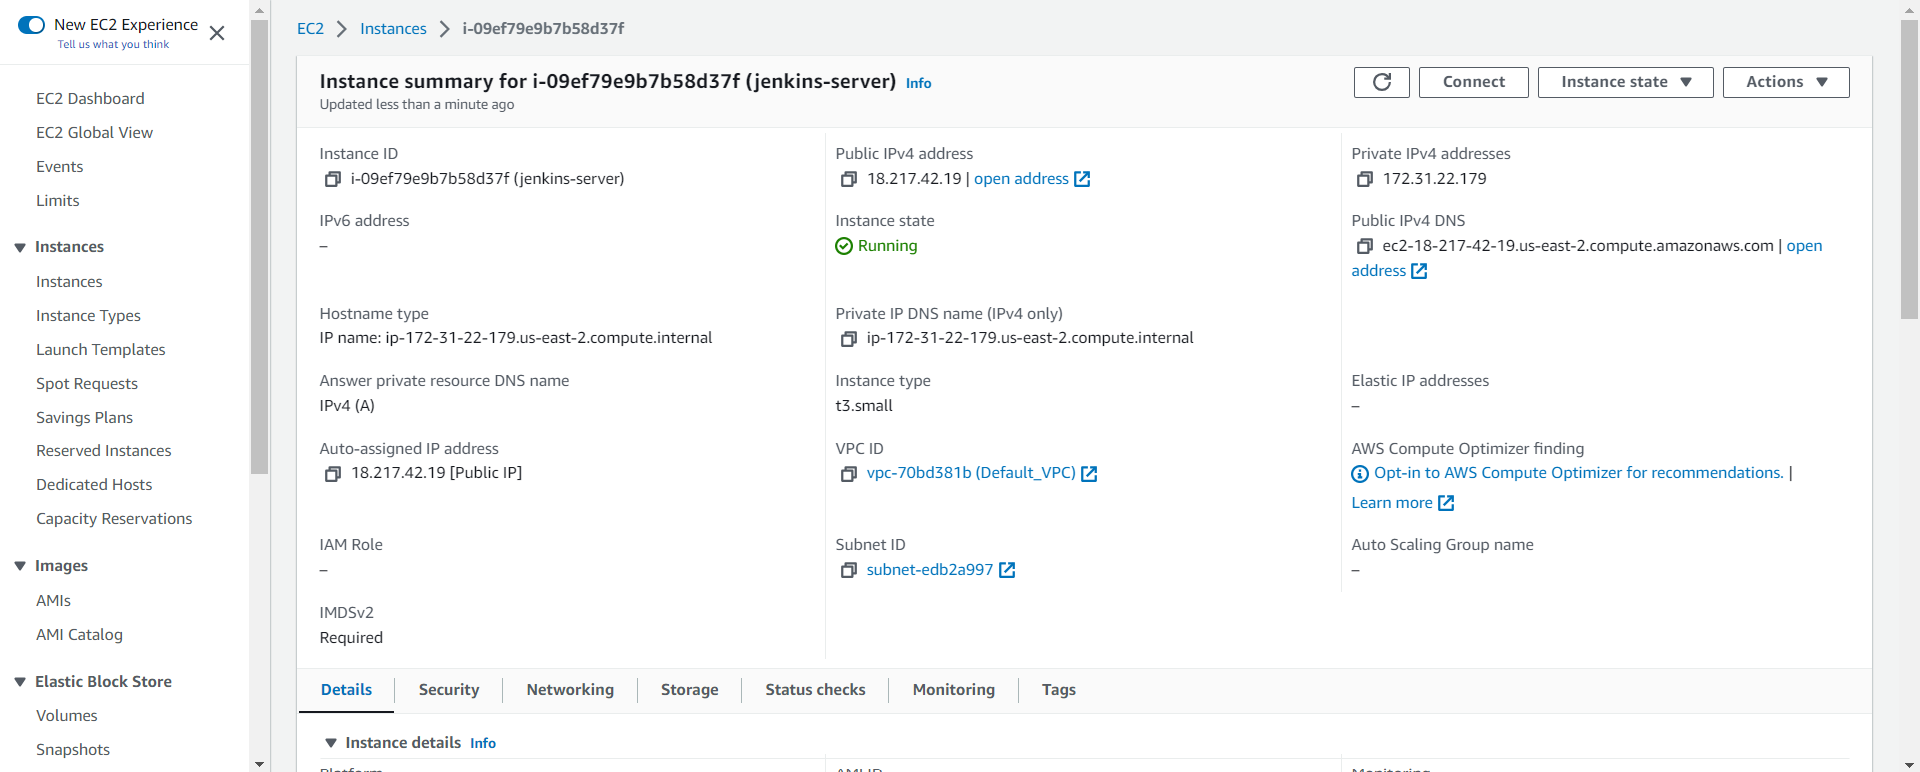 New EC2 Experience
Tell us what you think
EC2 Dashboard
EC2 Global View
Events
Limits
Instances
Instances
Instance Types
Launch Templates
Spot Requests
Savings Plans
Reserved Instances
Dedicated Hosts
Capacity Reservations
Images
AMIs
AMI Catalog
Elastic Block Store
Volumes
Snapshots
EC2 > Instances > i-09ef79e9b7b58d37f
Instance summary for i-09ef79e9b7b58d37f (jenkins-server) Info
Updated less than a minute ago
Connect
Instance state
Actions
Instance ID
i-09ef79e9b7b58d37f (jenkins-server)
Public IPv4 address
18.217.42.19 | open address
Private IPv4 addresses
172.31.22.179
IPv6 address
–
Instance state
Running
Public IPv4 DNS
ec2-18-217-42-19.us-east-2.compute.amazonaws.com | open
address
Hostname type
IP name: ip-172-31-22-179.us-east-2.compute.internal
Private IP DNS name (IPv4 only)
ip-172-31-22-179.us-east-2.compute.internal
Answer private resource DNS name
IPv4 (A)
Instance type
t3.small
Elastic IP addresses
–
Auto-assigned IP address
18.217.42.19 [Public IP]
VPC ID
vpc-70bd381b (Default_VPC)
AWS Compute Optimizer finding
Opt-in to AWS Compute Optimizer for recommendations. |
Learn more
IAM Role
–
Subnet ID
subnet-edb2a997
Auto Scaling Group name
–
IMDSv2
Required
Details
Security
Networking
Storage
Status checks
Monitoring
Tags
Instance details Info
Platform
AMI ID
Monitoring